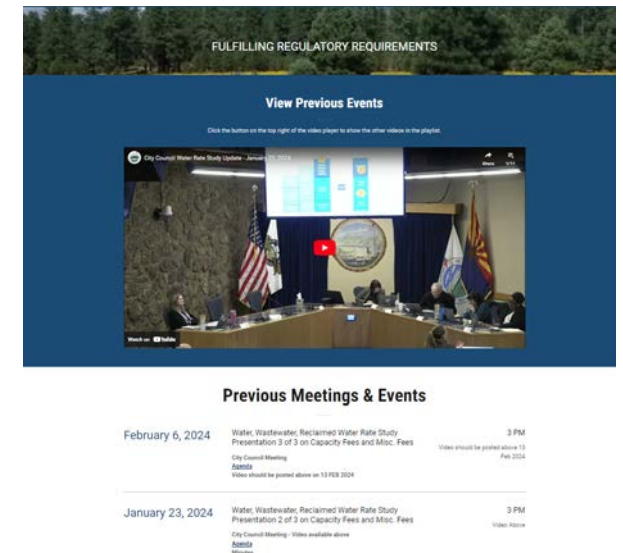 FULFILLING REGULATORY REQUIREMENTS
View Previous Events
Click the button on the top right of the video player to show the other videos in the playlist.
City Council Water Rate Study Update - January 23, 2024
Share
1/11
Watch on YouTube
Previous Meetings & Events
February 6, 2024
Water, Wastewater, Reclaimed Water Rate Study
Presentation 3 of 3 on Capacity Fees and Misc. Fees
City Council Meeting
Agenda
Video should be posted above on 13 FEB 2024
3 PM
Video should be posted above 13
Feb 2024
January 23, 2024
Water, Wastewater, Reclaimed Water Rate Study
Presentation 2 of 3 on Capacity Fees and Misc. Fees
City Council Meeting - Video available above
Agenda
Minutes
3 PM
Video Above